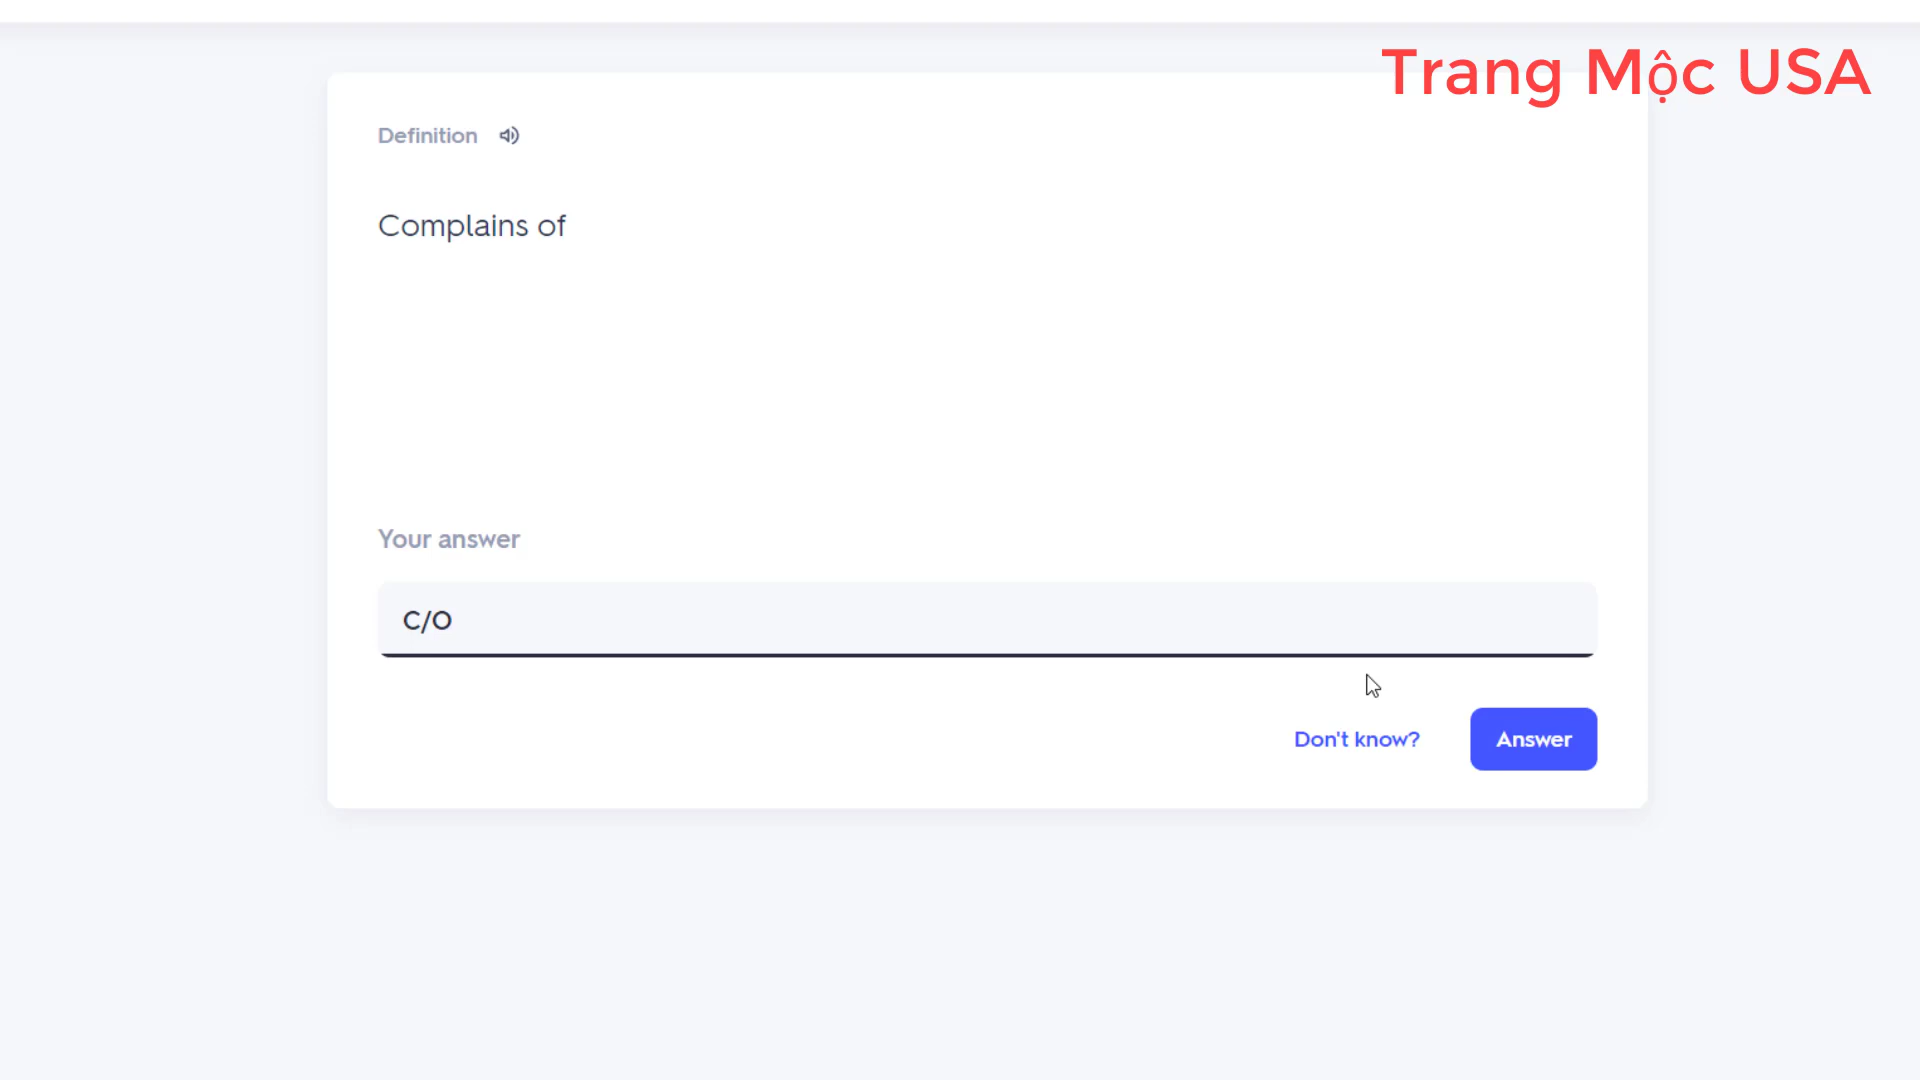 Trang Mộc USA
Definition
Complains of
Your answer
C/O
Don't know?
Answer